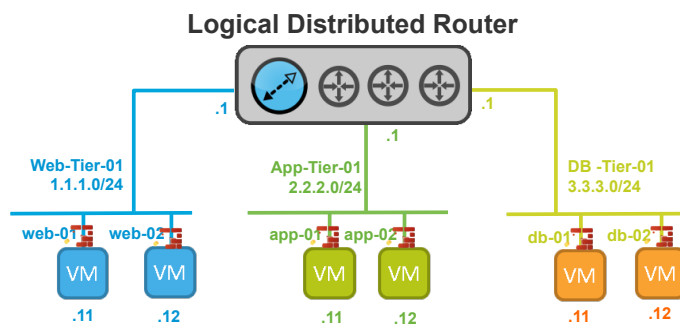 Logical Distributed Router
.1
.1
.1
Web-Tier-01
1.1.1.0/24
App-Tier-01
2.2.2.0/24
DB -Tier-01
3.3.3.0/24
web-01
web-02
app-01
app-02
db-01
db-02
VM
VM
VM
VM
VM
VM
.11
.12
.11
.12
.11
.12